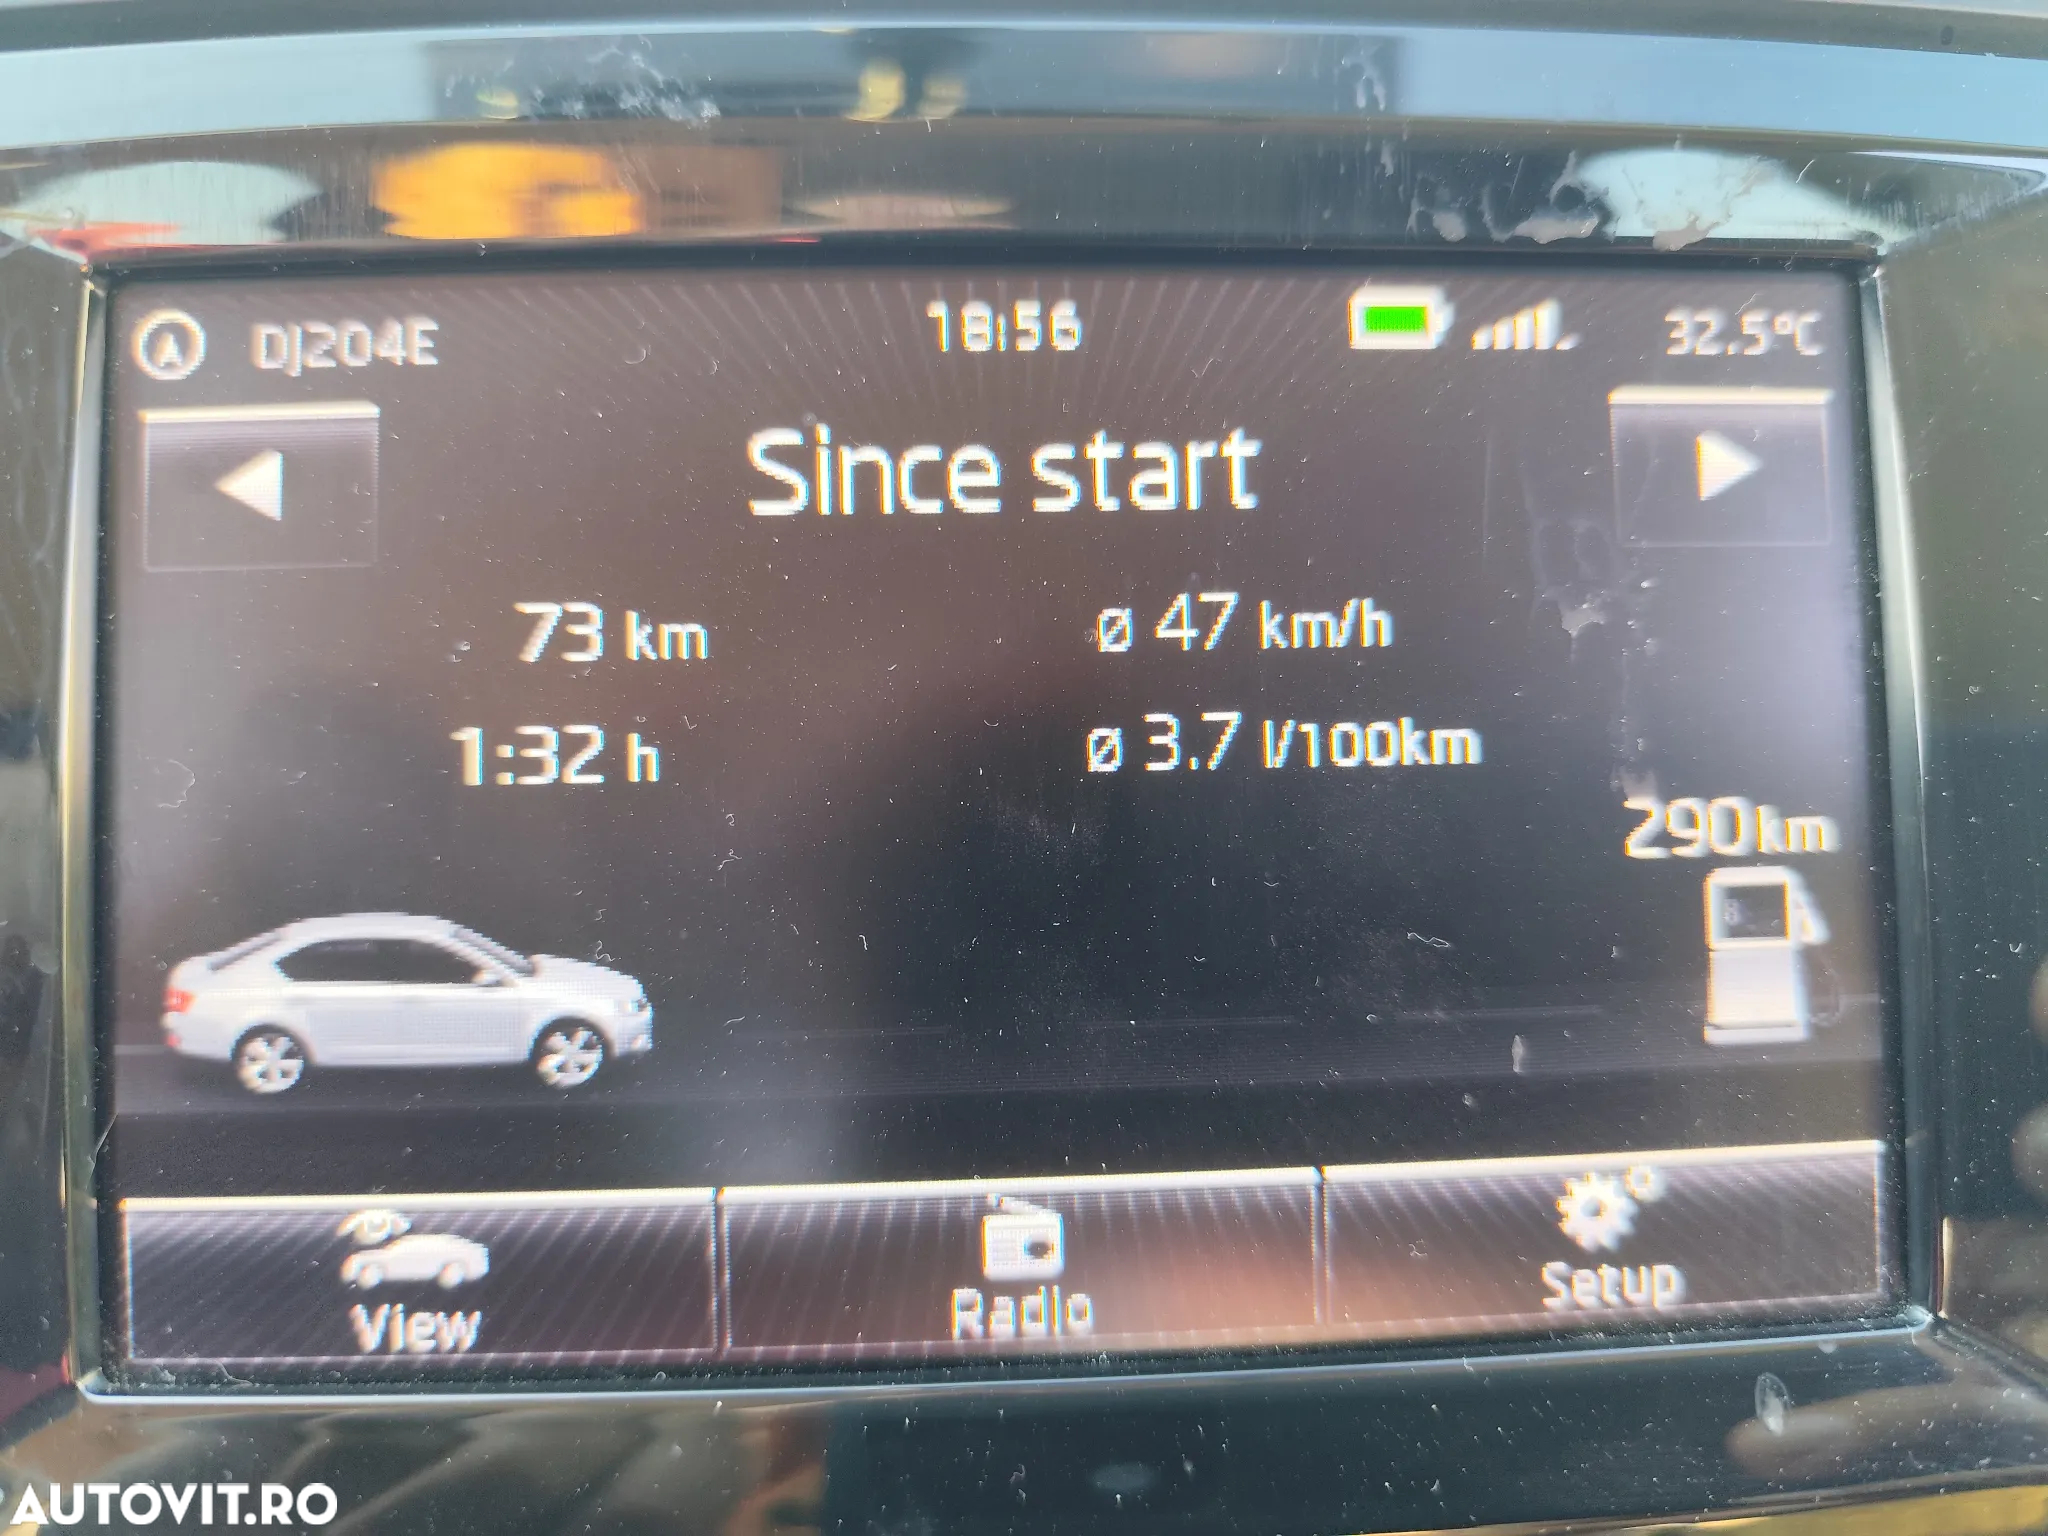 DJ204E 18:56 32.5°C
Since start
73 km ø 47 km/h
1:32 h ø 3.7 l/100km
290 km
View Radio Setup
AUTOVIT.RO